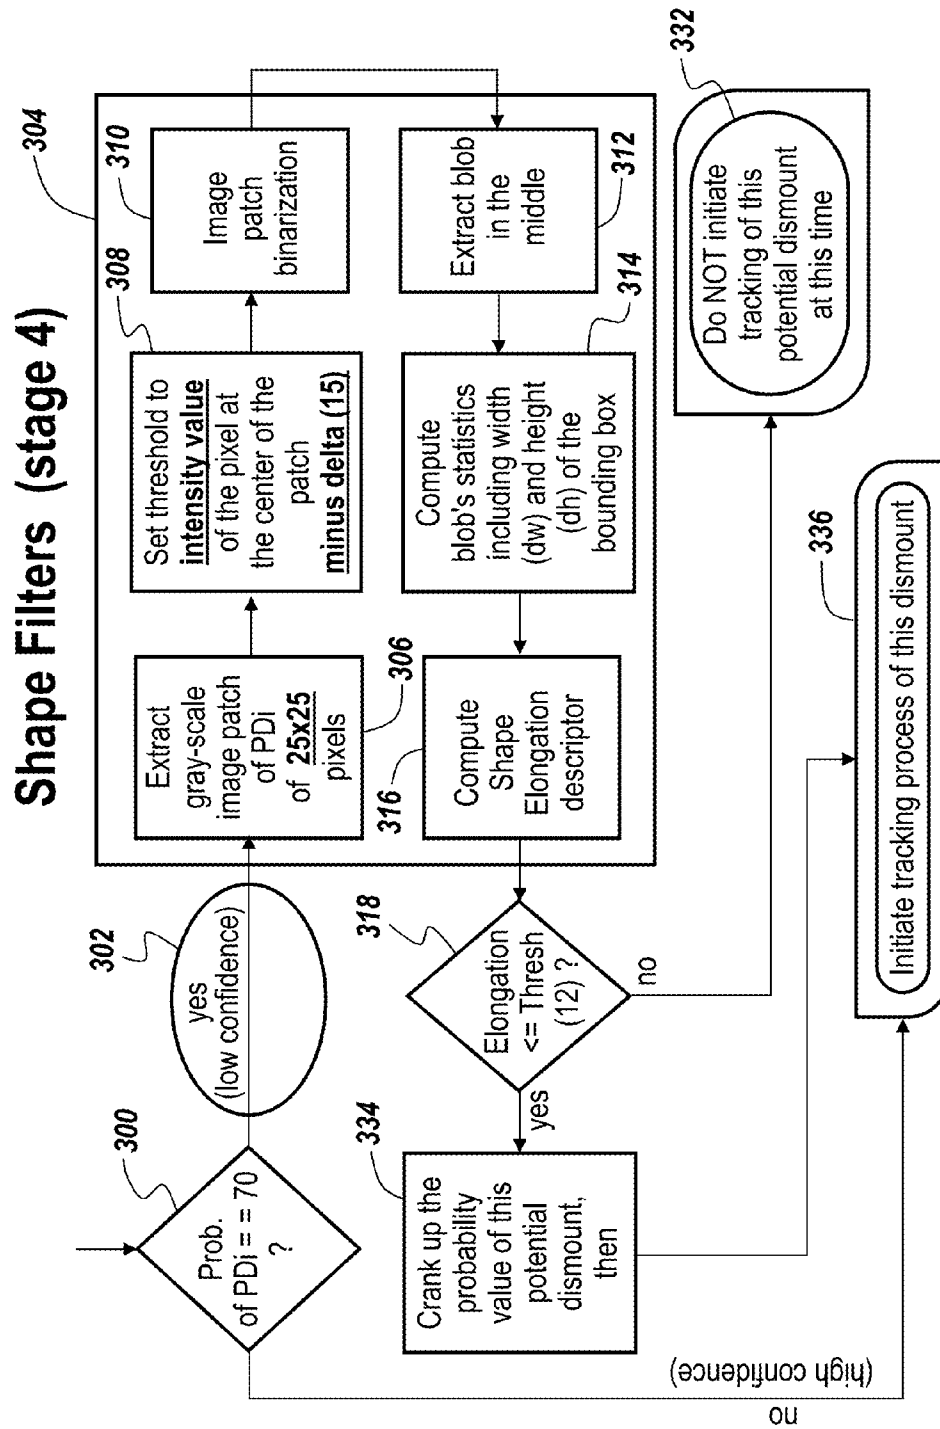 Shape Filters (stage 4)
300
Prob.
of PDi = = 70
?
302
yes
(low confidence)
304
306
Extract
gray-scale
image patch
of PDi
of 25x25
pixels
308
Set threshold to
intensity value
of the pixel at
the center of the
patch
minus delta (15)
310
Image
patch
binarization
312
Extract blob
in the
middle
314
Compute
blob's statistics
including width
(dw) and height
(dh) of the
bounding box
316
Compute
Shape
Elongation
descriptor
318
Elongation
<= Thresh
(12) ?
yes
no
334
Crank up the
probability
value of this
potential
dismount,
then
332
Do NOT initiate
tracking of this
potential dismount
at this time
no
(high confidence)
336
Initiate tracking process of this dismount